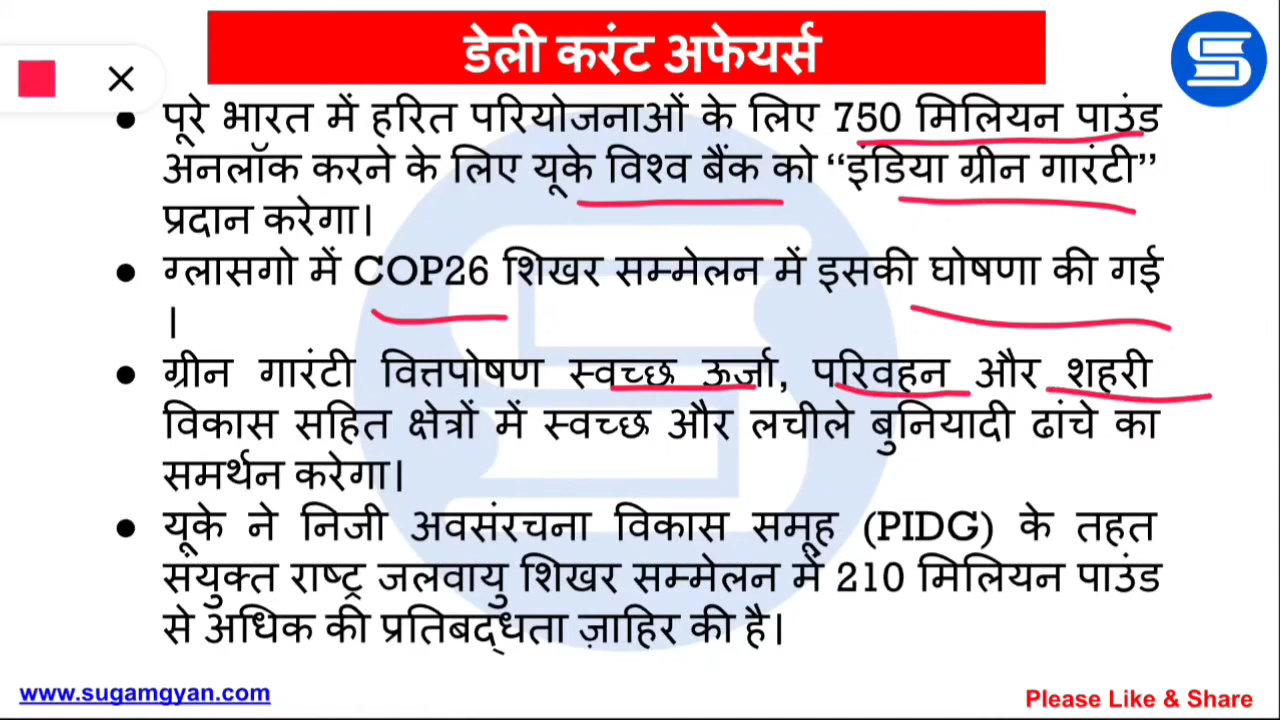 डेली करंट अफेयर्स
● पूरे भारत में हरित परियोजनाओं के लिए 750 मिलियन पाउंड
अनलॉक करने के लिए यूके विश्व बैंक को “इंडिया ग्रीन गारंटी”
प्रदान करेगा।
● ग्लासगो में COP26 शिखर सम्मेलन में इसकी घोषणा की गई
।
● ग्रीन गारंटी वित्तपोषण स्वच्छ ऊर्जा, परिवहन और शहरी
विकास सहित क्षेत्रों में स्वच्छ और लचीले बुनियादी ढांचे का
समर्थन करेगा।
● यूके ने निजी अवसंरचना विकास समूह (PIDG) के तहत
संयुक्त राष्ट्र जलवायु शिखर सम्मेलन में 210 मिलियन पाउंड
से अधिक की प्रतिबद्धता ज़ाहिर की है।
www.sugamgyan.com
Please Like & Share